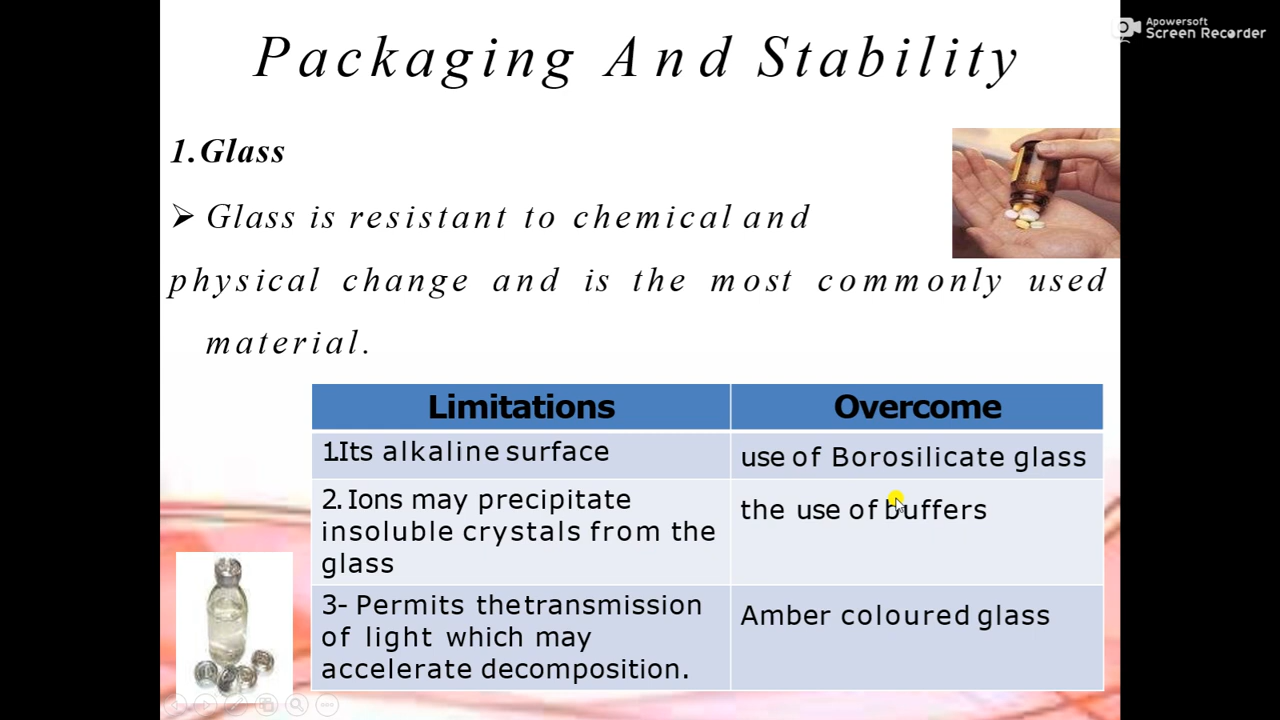 Packaging And Stability
Apowersoft
Screen Recorder
1.Glass
➢ Glass is resistant to chemical and
physical change and is the most commonly used
material.
Limitations
Overcome
1.Its alkaline surface
use of Borosilicate glass
2. Ions may precipitate
insoluble crystals from the
glass
the use of buffers
3- Permits thetransmission
of light which may
accelerate decomposition.
Amber coloured glass